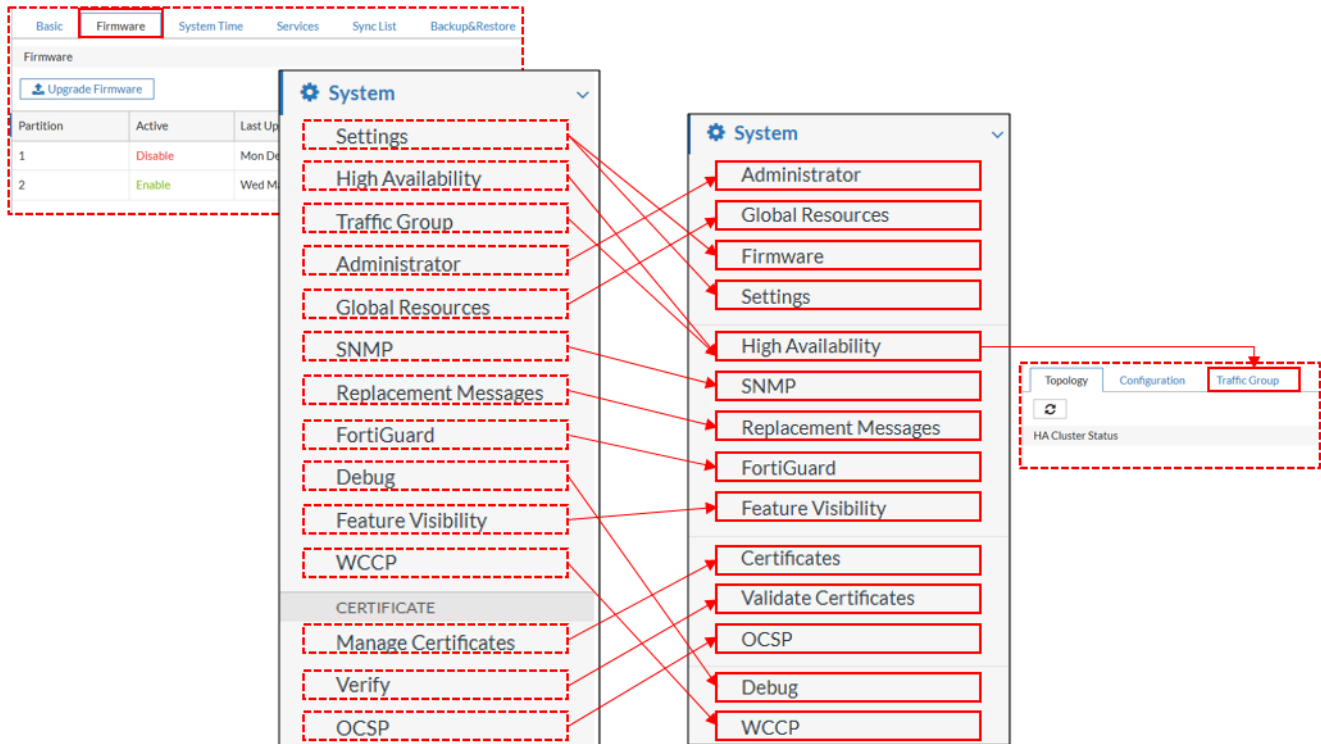 Basic Firmware System Time Services Sync List Backup&Restore
Firmware
Upgrade Firmware
Partition Active Last Up
1 Disable Mon De
2 Enable Wed Ma
System
Settings
High Availability
Traffic Group
Administrator
Global Resources
SNMP
Replacement Messages
FortiGuard
Debug
Feature Visibility
WCCP
CERTIFICATE
Manage Certificates
Verify
OCSP
System
Administrator
Global Resources
Firmware
Settings
High Availability
SNMP
Replacement Messages
FortiGuard
Feature Visibility
Certificates
Validate Certificates
OCSP
Debug
WCCP
Topology Configuration Traffic Group
HA Cluster Status